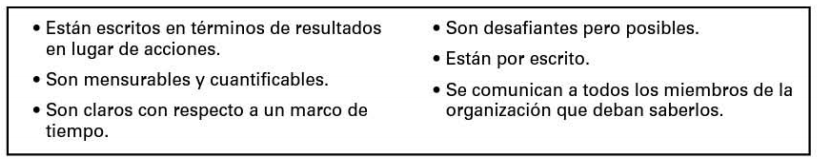 • Están escritos en términos de resultados
en lugar de acciones.
• Son mensurables y cuantificables.
• Son claros con respecto a un marco de
tiempo.
• Son desafiantes pero posibles.
• Están por escrito.
• Se comunican a todos los miembros de la
organización que deban saberlos.